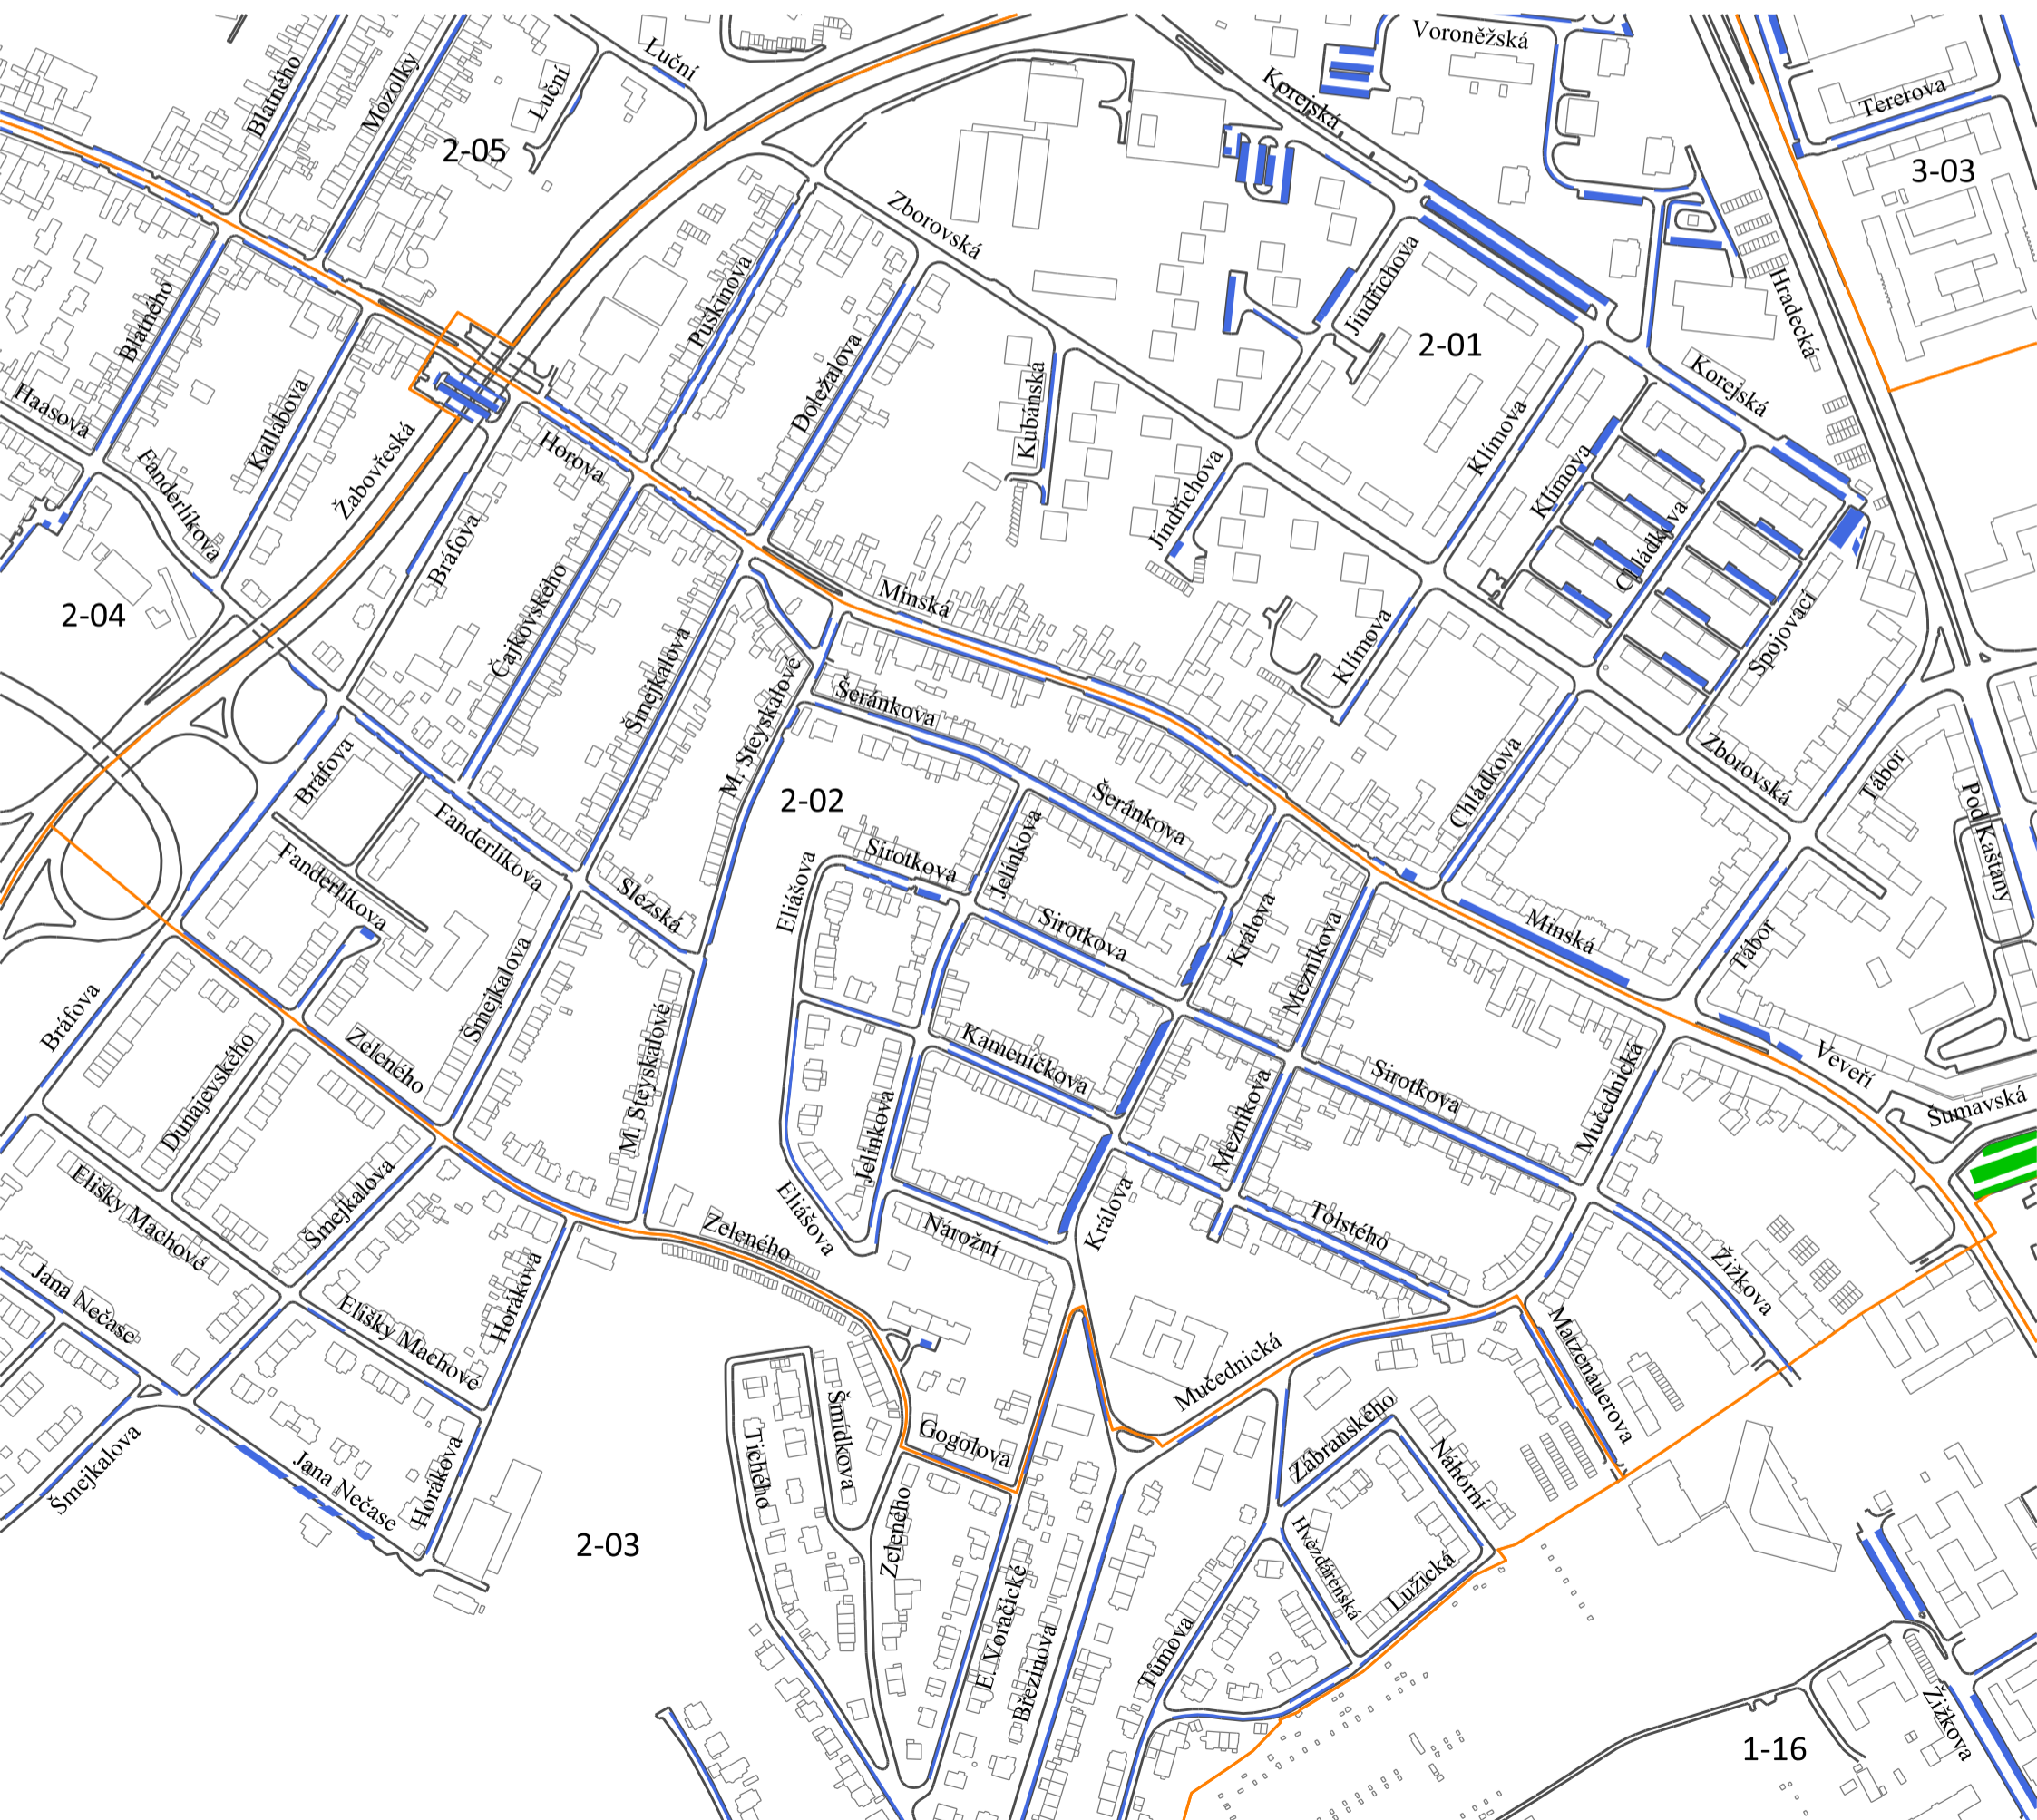 Luční
Voroněžská
Blatného
Mozolky
Luční
Korejská
Tererova
2-05
3-03
Zborovská
Jindřichova
Hradecká
Blatného
Puškinova
2-01
Doležalova
Korejská
Haasova
Kallabova
Kubánská
Žabovřeská
Horova
Klímova
Klímova
Fanderlíkova
Jindřichova
Bráfova
Chládkova
2-04
Minská
Čajkovského
Klímova
Spojovací
Šmejkalova
M. Steyskalové
Šeránkova
Zborovská
Bráfova
Chládkova
Tábor
2-02
Šeránkova
Pod Kaštany
Fanderlíkova
Sirotkova
Jelínkova
Fanderlíkova
Eliášova
Slezská
Sirotkova
Králova
Mezníkova
Minská
Tábor
Šmejkalova
Bráfova
Zeleného
M. Steyskalové
Kameníčkova
Veveří
Dunajevského
Sirotkova
Mučednická
Šumavská
Mezníkova
Jelínkova
Elišky Machové
Šmejkalova
Eliášova
Zeleného
Nárožní
Králova
Tolstého
Žižkova
Jana Nečase
Horákova
Elišky Machové
Mučednická
Matzenauerova
Šmídkova
Gogolova
Zábranského
Tichého
Náhorní
Šmejkalova
Jana Nečase
Horákova
Zeleného
Hvězdárenská
2-03
Lužická
E. Voračické
Březinova
Tůmova
Žižkova
1-16